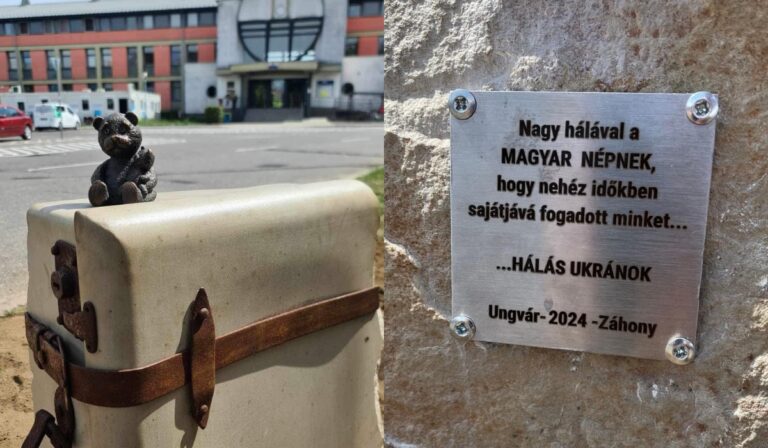 Nagy hálával a
MAGYAR NÉPNEK,
hogy nehéz időkben
sajátjává fogadott minket...
...HÁLÁS UKRÁNOK
Ungvár- 2024 -Záhony